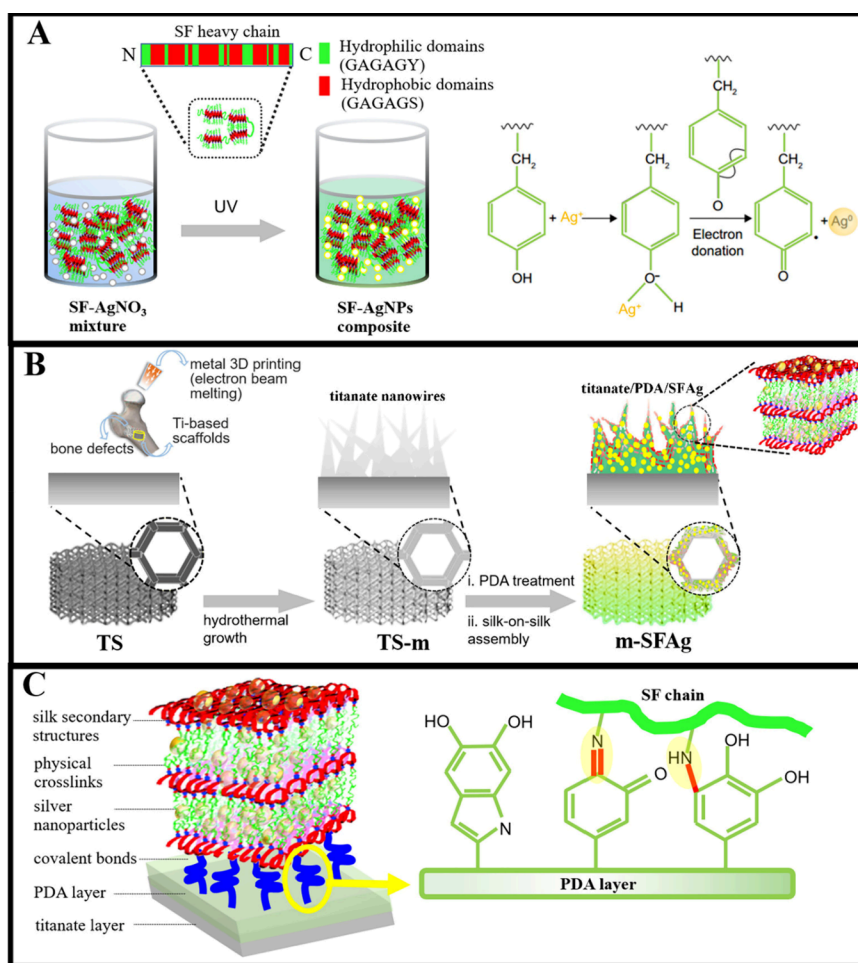 A
SF heavy chain
N
C
Hydrophilic domains
(GAGAGY)
Hydrophobic domains
(GAGAGS)
UV
SF-AgNO3
mixture
SF-AgNPs
composite
CH2
OH
+ Ag+
CH2
O-
Ag+
H
CH2
O
Electron
donation
CH2
O
+ Ag0
B
metal 3D printing
(electron beam
melting)
Ti-based
scaffolds
bone defects
titanate nanowires
titanate/PDA/SFAg
TS
hydrothermal
growth
TS-m
i. PDA treatment
ii. silk-on-silk
assembly
m-SFAg
C
silk secondary
structures
physical
crosslinks
silver
nanoparticles
covalent bonds
PDA layer
titanate layer
SF chain
HO
OH
N
N
O
HN
OH
OH
PDA layer